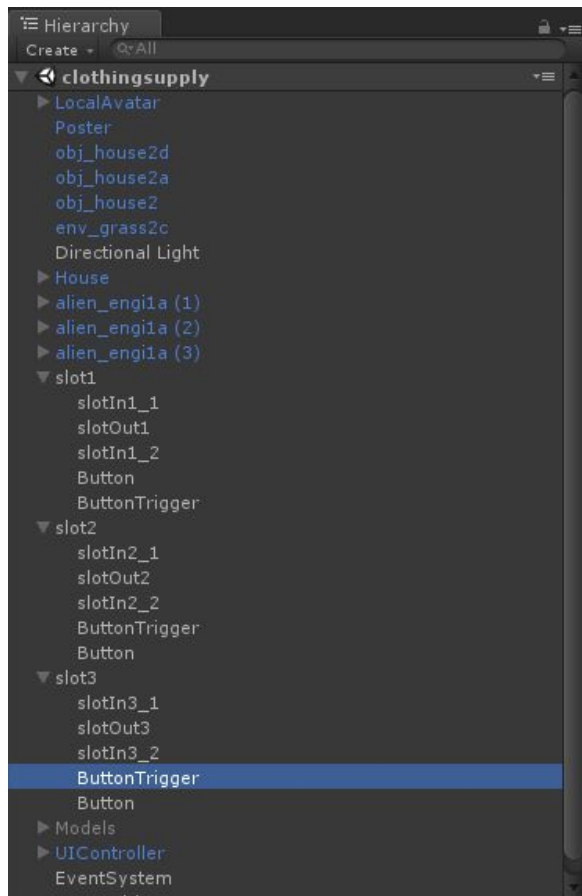 Hierarchy
Create All
clothingsupply
LocalAvatar
Poster
obj_house2d
obj_house2a
obj_house2
env_grass2c
Directional Light
House
alien_engi1a (1)
alien_engi1a (2)
alien_engi1a (3)
slot1
slotIn1_1
slotOut1
slotIn1_2
Button
ButtonTrigger
slot2
slotIn2_1
slotOut2
slotIn2_2
ButtonTrigger
Button
slot3
slotIn3_1
slotOut3
slotIn3_2
ButtonTrigger
Button
Models
UIController
EventSystem